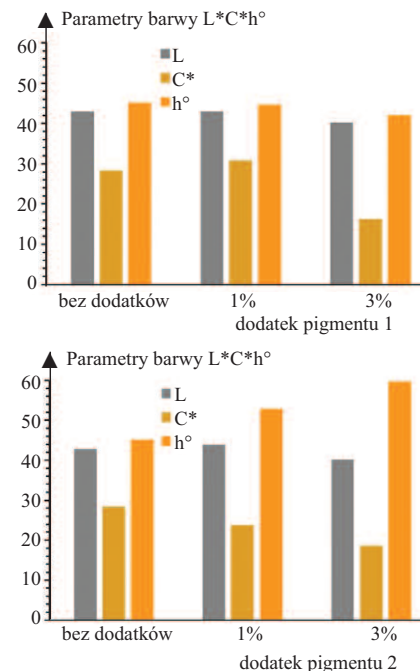 Parametry barwy L*C*h°
60
L
50
C*
h°
40
30
20
10
0
bez dodatków 1% 3%
dodatek pigmentu 1
Parametry barwy L*C*h°
60
L
50
C*
h°
40
30
20
10
0
bez dodatków 1% 3%
dodatek pigmentu 2